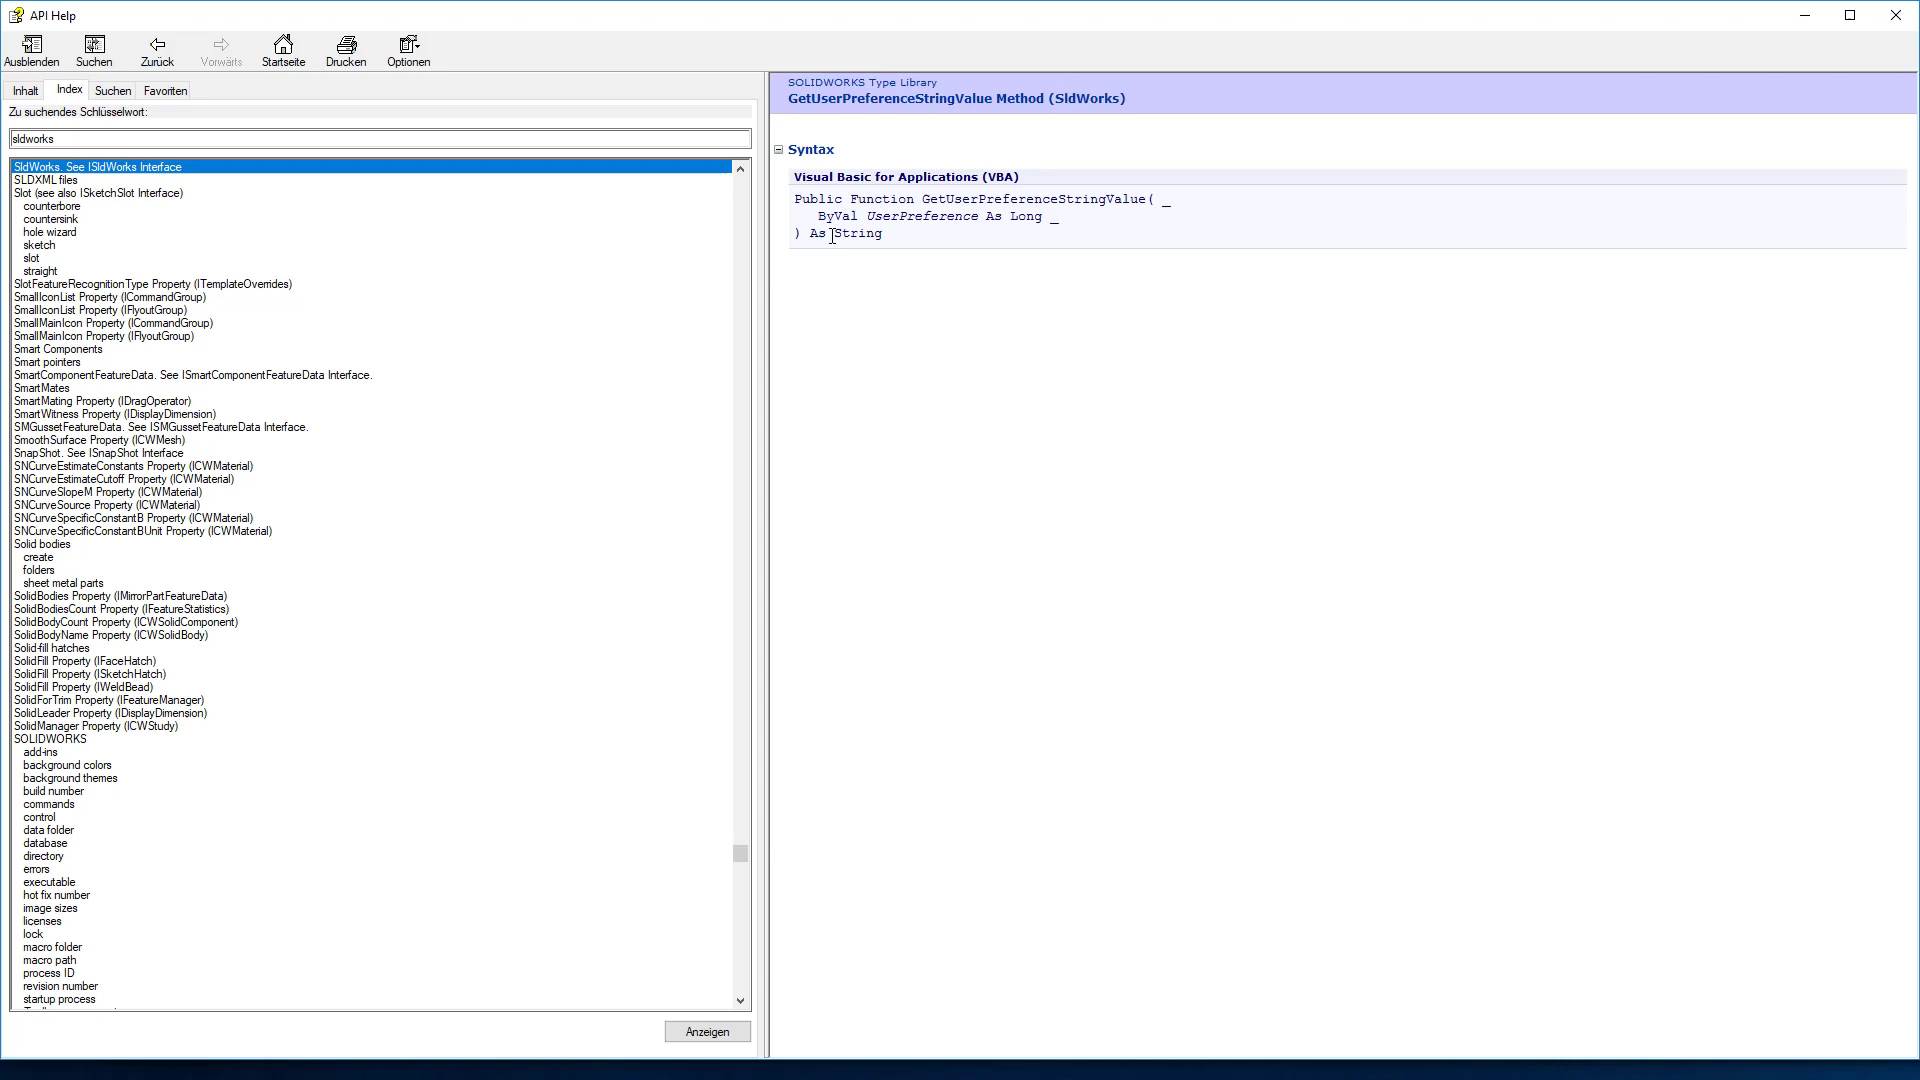 API Help
Ausblenden Suchen Zurück Vorwärts Startseite Drucken Optionen
Inhalt Index Suchen Favoriten
Zu suchendes Schlüsselwort:
sldworks
SldWorks. See ISldWorks Interface
SLDXML files
Slot (see also ISketchSlot Interface)
counterbore
countersink
hole wizard
sketch
slot
straight
SlotFeatureRecognitionType Property (ITemplateOverrides)
SmallIconList Property (ICommandGroup)
SmallIconList Property (IFlyoutGroup)
SmallMainIcon Property (ICommandGroup)
SmallMainIcon Property (IFlyoutGroup)
Smart Components
Smart pointers
SmartComponentFeatureData. See ISmartComponentFeatureData Interface.
SmartMates
SmartMating Property (IDragOperator)
SmartWitness Property (IDisplayDimension)
SMGussetFeatureData. See ISMGussetFeatureData Interface.
SmoothSurface Property (ICWMesh)
SnapShot. See ISnapShot Interface
SNCurveEstimateConstants Property (ICWMaterial)
SNCurveEstimateCutoff Property (ICWMaterial)
SNCurveSlopeM Property (ICWMaterial)
SNCurveSource Property (ICWMaterial)
SNCurveSpecificConstantB Property (ICWMaterial)
SNCurveSpecificConstantBUnit Property (ICWMaterial)
Solid bodies
create
folders
sheet metal parts
SolidBodies Property (IMirrorPartFeatureData)
SolidBodiesCount Property (IFeatureStatistics)
SolidBodyCount Property (ICWSolidComponent)
SolidBodyName Property (ICWSolidBody)
Solid-fill hatches
SolidFill Property (IFaceHatch)
SolidFill Property (ISketchHatch)
SolidFill Property (IWeldBead)
SolidForTrim Property (IFeatureManager)
SolidLeader Property (IDisplayDimension)
SolidManager Property (ICWStudy)
SOLIDWORKS
add-ins
background colors
background themes
build number
commands
control
data folder
database
directory
errors
executable
hot fix number
image sizes
licenses
lock
macro folder
macro path
process ID
revision number
startup process
Anzeigen
SOLIDWORKS Type Library
GetUserPreferenceStringValue Method (SldWorks)
Syntax
Visual Basic for Applications (VBA)
Public Function GetUserPreferenceStringValue( _
ByVal UserPreference As Long _
) As String